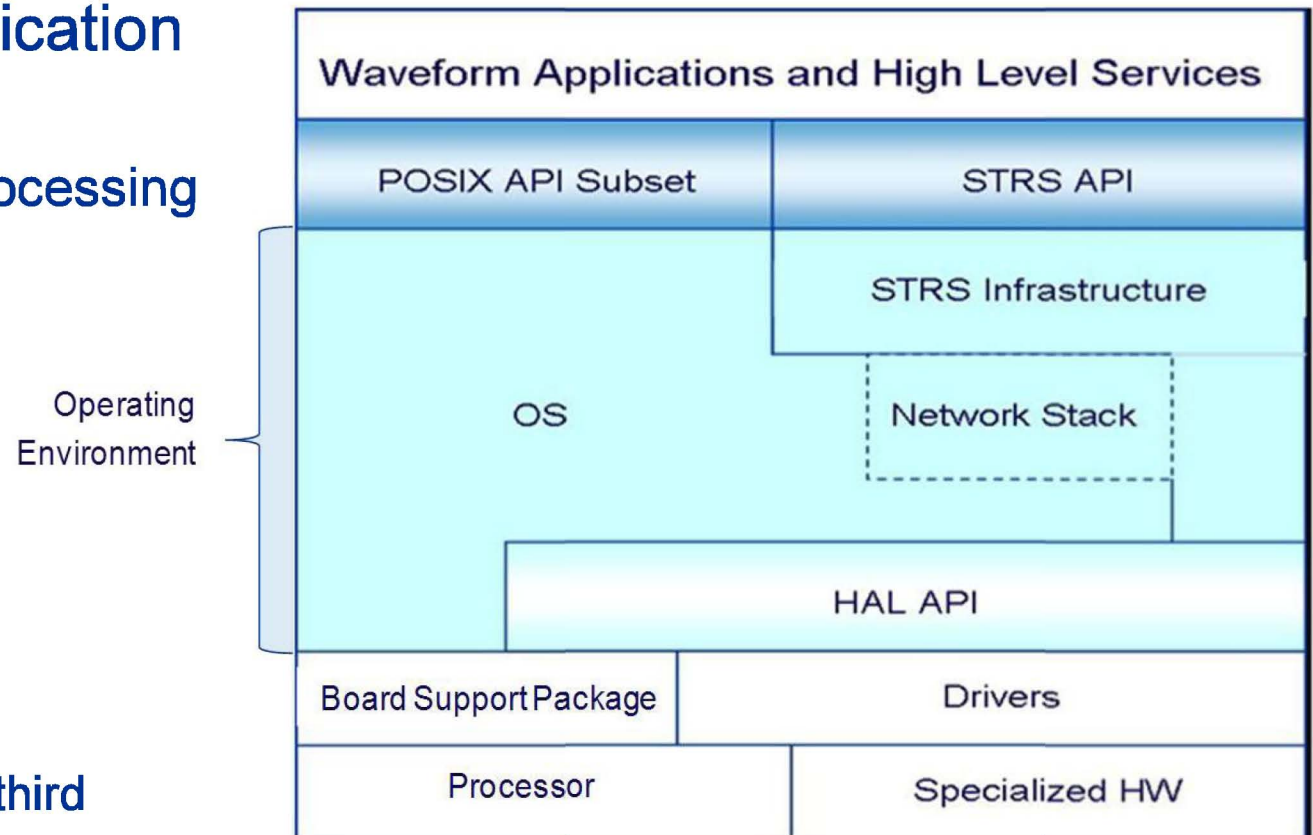 ication
ocessing
third
Waveform Applications and High Level Services
POSIX API Subset
STRS API
STRS Infrastructure
Operating
Environment
OS
Network Stack
HAL API
Board Support Package
Drivers
Processor
Specialized HW